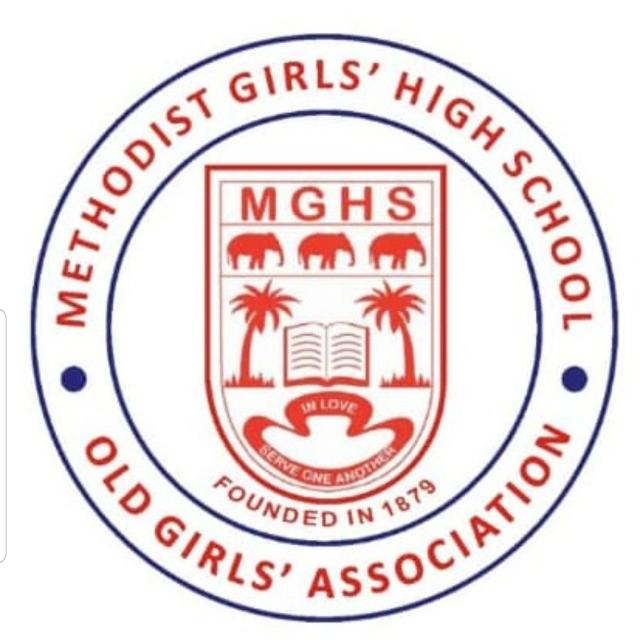 METHODIST GIRLS' HIGH SCHOOL
MGHS
IN LOVE
SERVE ONE ANOTHER
FOUNDED IN 1879
OLD GIRLS' ASSOCIATION